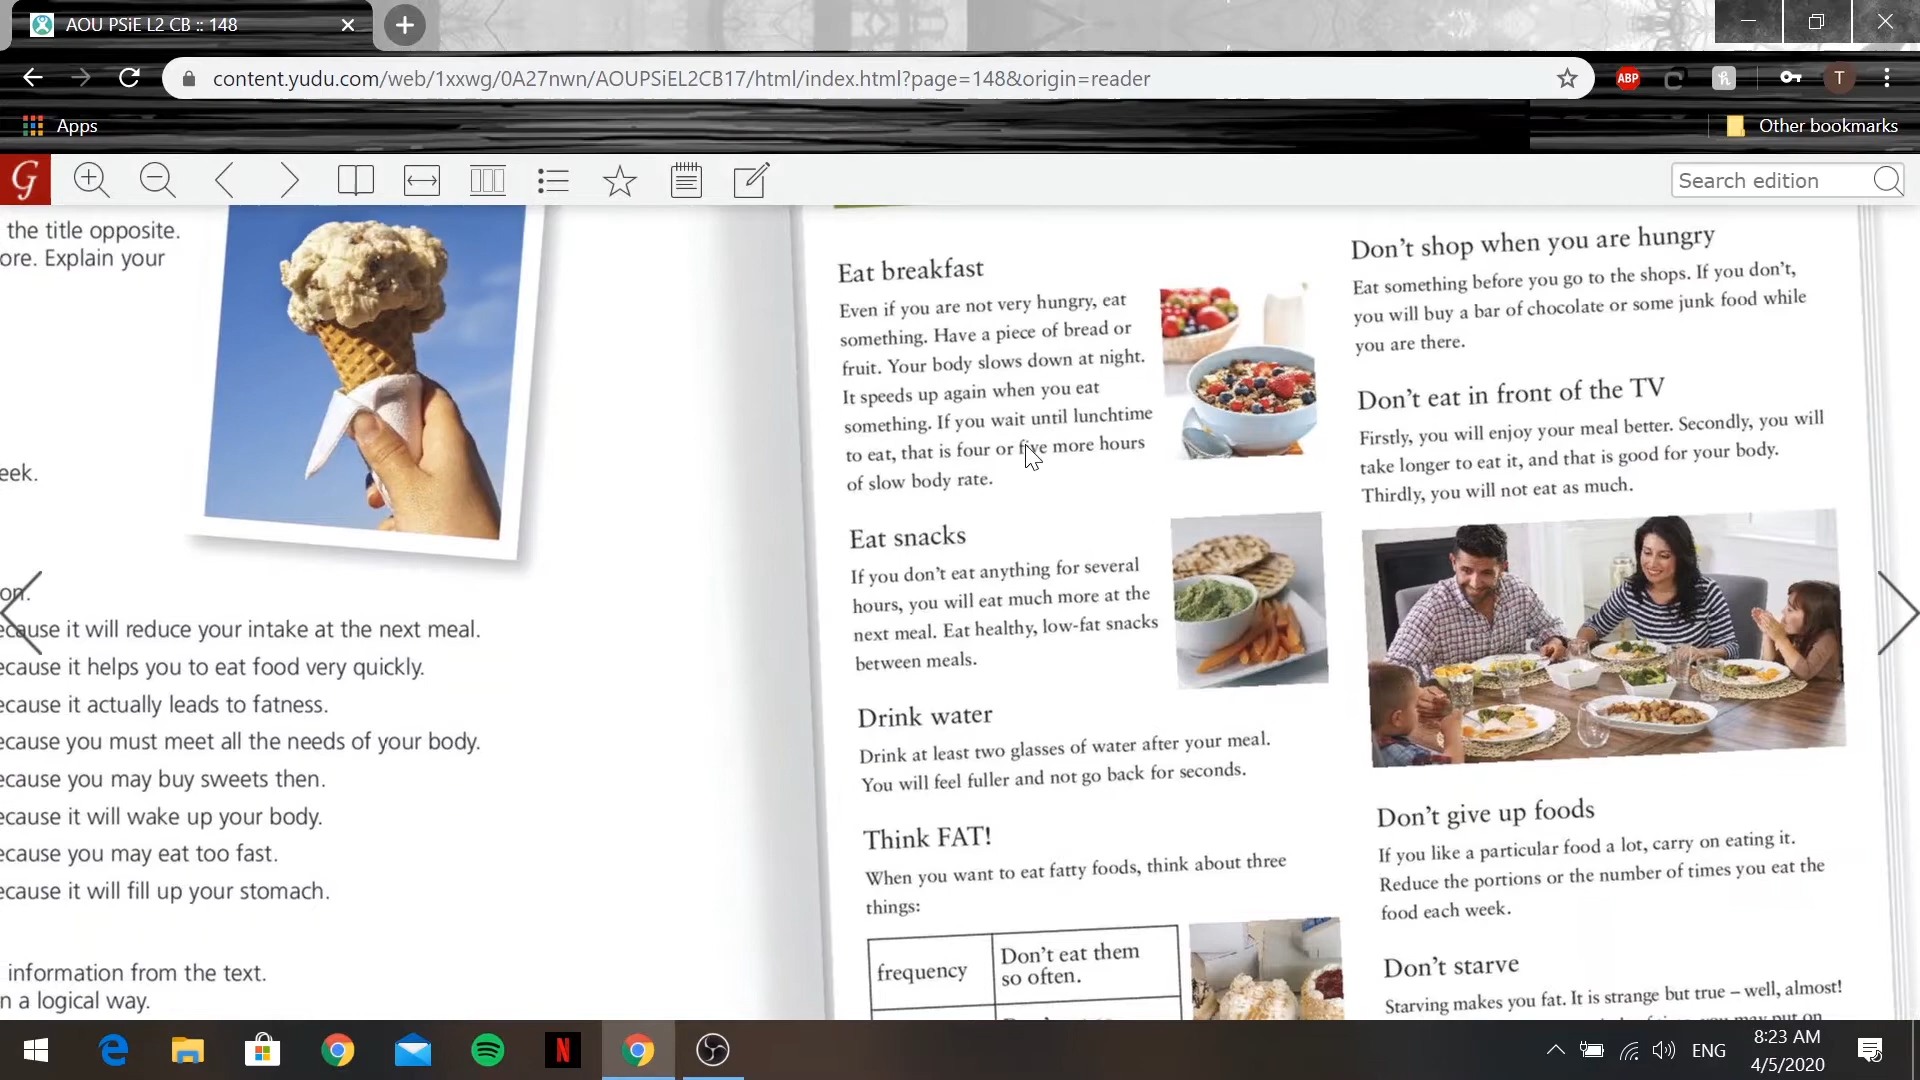 AOU PSiE L2 CB :: 148
content.yudu.com/web/1xxwg/0A27nwn/AOUPSiEL2CB17/html/index.html?page=148&origin=reader
ABP
T
Apps
Other bookmarks
G
Search edition
the title opposite.
ore. Explain your
eek.
on.
ecause it will reduce your intake at the next meal.
ecause it helps you to eat food very quickly.
ecause it actually leads to fatness.
ecause you must meet all the needs of your body.
ecause you may buy sweets then.
ecause it will wake up your body.
ecause you may eat too fast.
ecause it will fill up your stomach.
information from the text.
n a logical way.
Eat breakfast
Even if you are not very hungry, eat
something. Have a piece of bread or
fruit. Your body slows down at night.
It speeds up again when you eat
something. If you wait until lunchtime
to eat, that is four or five more hours
of slow body rate.
Eat snacks
If you don't eat anything for several
hours, you will eat much more at the
next meal. Eat healthy, low-fat snacks
between meals.
Drink water
Drink at least two glasses of water after your meal.
You will feel fuller and not go back for seconds.
Think FAT!
When you want to eat fatty foods, think about three
things:
frequency
Don't eat them
so often.
Don't shop when you are hungry
Eat something before you go to the shops. If you don't,
you will buy a bar of chocolate or some junk food while
you are there.
Don't eat in front of the TV
Firstly, you will enjoy your meal better. Secondly, you will
take longer to eat it, and that is good for your body.
Thirdly, you will not eat as much.
Don't give up foods
If you like a particular food a lot, carry on eating it.
Reduce the portions or the number of times you eat the
food each week.
Don't starve
Starving makes you fat. It is strange but true – well, almost!
you may put on
ENG
8:23 AM
4/5/2020